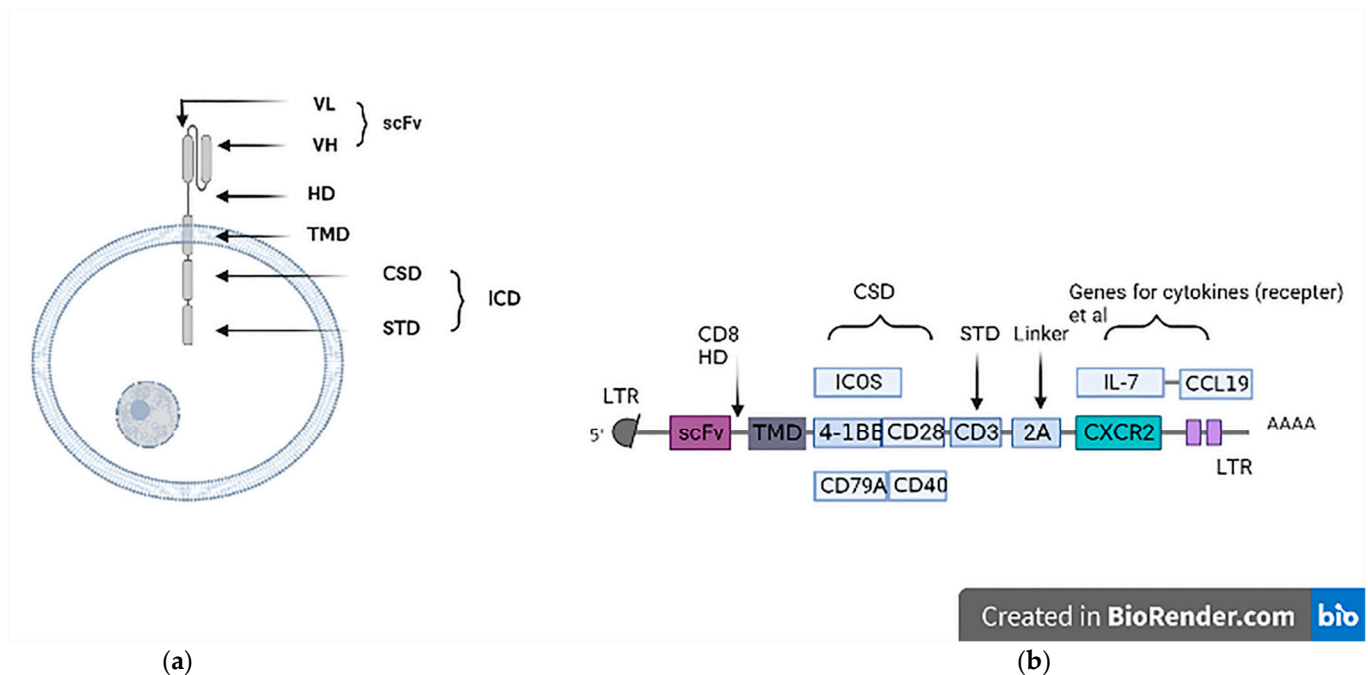 VL
scFv
VH
HD
TMD
CSD
ICD
STD
(a)
CSD
Genes for cytokines (recepter)
et al
CD8
HD
STD
Linker
LTR
ICOS
IL-7
CCL19
5'
scFv
TMD
4-1BB
CD28
CD3
2A
CXCR2
AAAA
LTR
CD79A
CD40
Created in BioRender.com bio
(b)